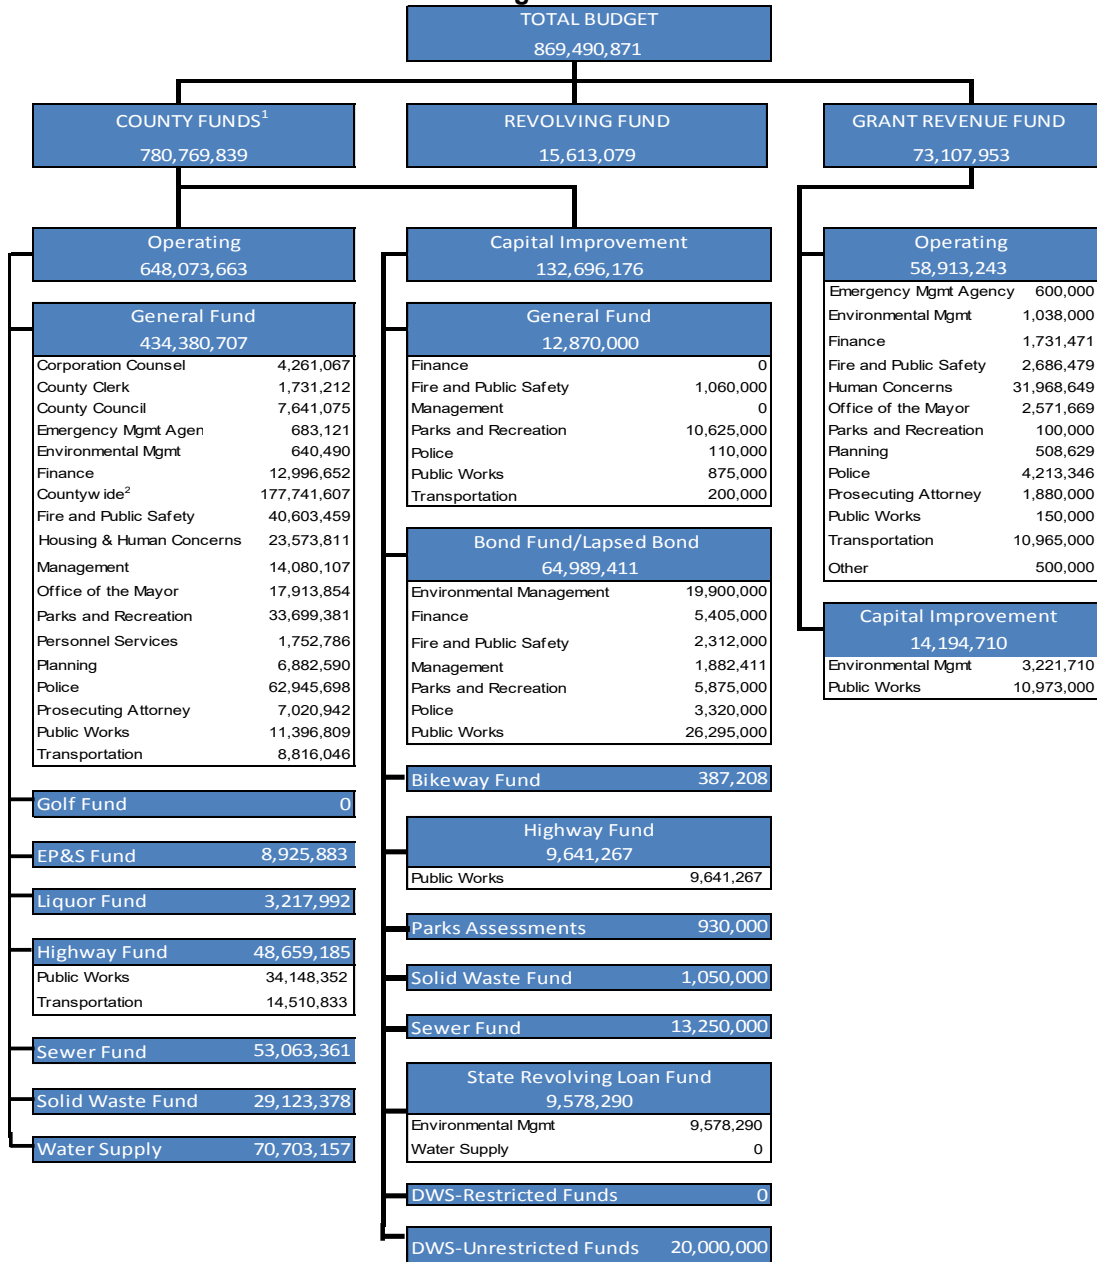 TOTAL BUDGET
869,490,871
COUNTY FUNDS1
780,769,839
REVOLVING FUND
15,613,079
GRANT REVENUE FUND
73,107,953
Operating
648,073,663
General Fund
434,380,707
Corporation Counsel 4,261,067
County Clerk 1,731,212
County Council 7,641,075
Emergency Mgmt Agen 683,121
Environmental Mgmt 640,490
Finance 12,996,652
Countywide2 177,741,607
Fire and Public Safety 40,603,459
Housing & Human Concerns 23,573,811
Management 14,080,107
Office of the Mayor 17,913,854
Parks and Recreation 33,699,381
Personnel Services 1,752,786
Planning 6,882,590
Police 62,945,698
Prosecuting Attorney 7,020,942
Public Works 11,396,809
Transportation 8,816,046
Golf Fund 0
EP&S Fund 8,925,883
Liquor Fund 3,217,992
Highway Fund 48,659,185
Public Works 34,148,352
Transportation 14,510,833
Sewer Fund 53,063,361
Solid Waste Fund 29,123,378
Water Supply 70,703,157
Capital Improvement
132,696,176
General Fund
12,870,000
Finance 0
Fire and Public Safety 1,060,000
Management 0
Parks and Recreation 10,625,000
Police 110,000
Public Works 875,000
Transportation 200,000
Bond Fund/Lapsed Bond
64,989,411
Environmental Management 19,900,000
Finance 5,405,000
Fire and Public Safety 2,312,000
Management 1,882,411
Parks and Recreation 5,875,000
Police 3,320,000
Public Works 26,295,000
Bikeway Fund 387,208
Highway Fund
9,641,267
Public Works 9,641,267
Parks Assessments 930,000
Solid Waste Fund 1,050,000
Sewer Fund 13,250,000
State Revolving Loan Fund
9,578,290
Environmental Mgmt 9,578,290
Water Supply 0
DWS-Restricted Funds 0
DWS-Unrestricted Funds 20,000,000
Operating
58,913,243
Emergency Mgmt Agency 600,000
Environmental Mgmt 1,038,000
Finance 1,731,471
Fire and Public Safety 2,686,479
Human Concerns 31,968,649
Office of the Mayor 2,571,669
Parks and Recreation 100,000
Planning 508,629
Police 4,213,346
Prosecuting Attorney 1,880,000
Public Works 150,000
Transportation 10,965,000
Other 500,000
Capital Improvement
14,194,710
Environmental Mgmt 3,221,710
Public Works 10,973,000